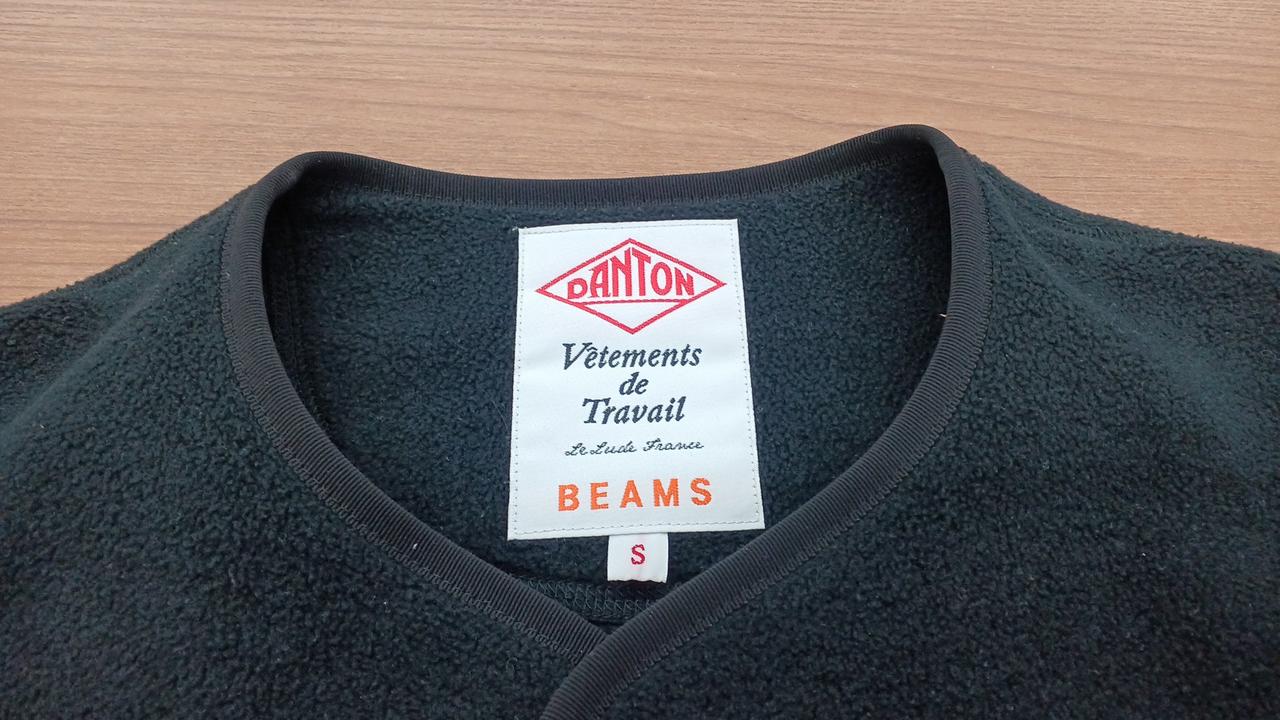 DANTON
Vêtements
de
Travail
Le Lude France
BEAMS
S